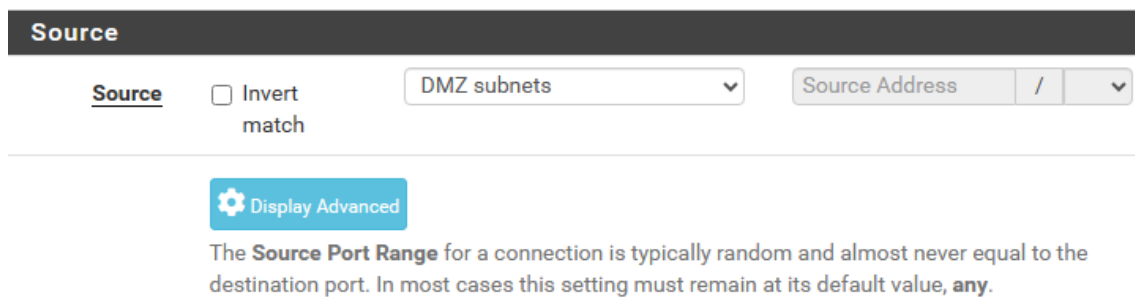 Source
Source Invert match DMZ subnets Source Address /
Display Advanced
The Source Port Range for a connection is typically random and almost never equal to the
destination port. In most cases this setting must remain at its default value, any.